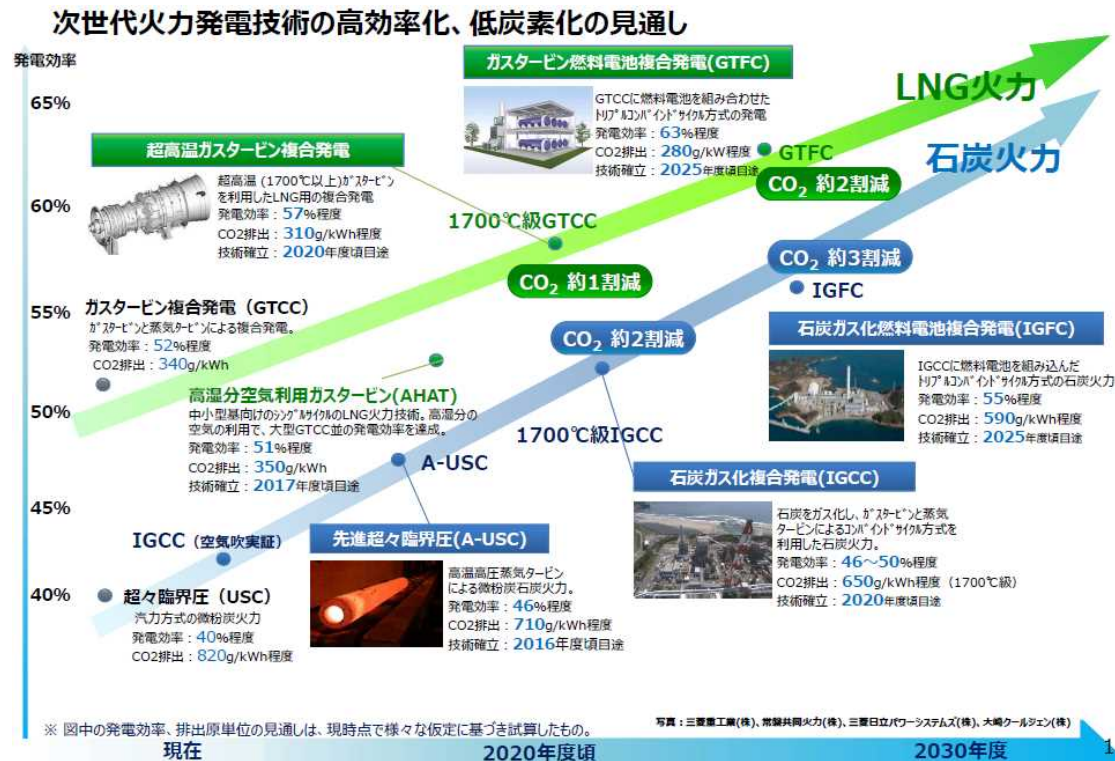 次世代火力発電技術の高効率化、低炭素化の見通し
発電効率
65%
60%
55%
50%
45%
40%
LNG火力
石炭火力
ガスタービン燃料電池複合発電(GTFC)
GTCCに燃料電池を組み合わせた
トリプルコンバインドサイクル方式の発電
発電効率：63%程度
CO2排出：280g/kW程度
技術確立：2025年度頃目途
GTFC
CO2 約2割減
超高温ガスタービン複合発電
超高温 (1700℃以上)ガスタービン
を利用したLNG用の複合発電
発電効率：57%程度
CO2排出：310g/kWh程度
技術確立：2020年度頃目途
1700℃級GTCC
CO2 約1割減
CO2 約3割減
IGFC
ガスタービン複合発電（GTCC）
ガスタービンと蒸気タービンによる複合発電。
発電効率：52%程度
CO2排出：340g/kWh
CO2 約2割減
石炭ガス化燃料電池複合発電(IGFC)
IGCCに燃料電池を組み込んだ
トリプルコンバインドサイクル方式の石炭火力
発電効率：55%程度
CO2排出：590g/kWh程度
技術確立：2025年度頃目途
高湿分空気利用ガスタービン(AHAT)
中小型基向けのシングルサイクルのLNG火力技術。高湿分の
空気の利用で、大型GTCC並の発電効率を達成。
発電効率：51%程度
CO2排出：350g/kWh
技術確立：2017年度頃目途
1700℃級IGCC
A-USC
石炭ガス化複合発電(IGCC)
石炭をガス化し、ガスタービンと蒸気
タービンによるコンバインドサイクル方式を
利用した石炭火力。
発電効率：46～50%程度
CO2排出：650g/kWh程度（1700℃級）
技術確立：2020年度頃目途
IGCC（空気吹実証）
先進超々臨界圧(A-USC)
高温高圧蒸気タービン
による微粉炭石炭火力。
発電効率：46%程度
CO2排出：710g/kWh程度
技術確立：2016年度頃目途
超々臨界圧（USC）
汽力方式の微粉炭火力
発電効率：40%程度
CO2排出：820g/kWh程度
※ 図中の発電効率、排出原単位の見通しは、現時点で様々な仮定に基づき試算したもの。
写真：三菱重工業(株)、常磐共同火力(株)、三菱日立パワーシステムズ(株)、大崎クールジェン(株)
現在
2020年度頃
2030年度
1